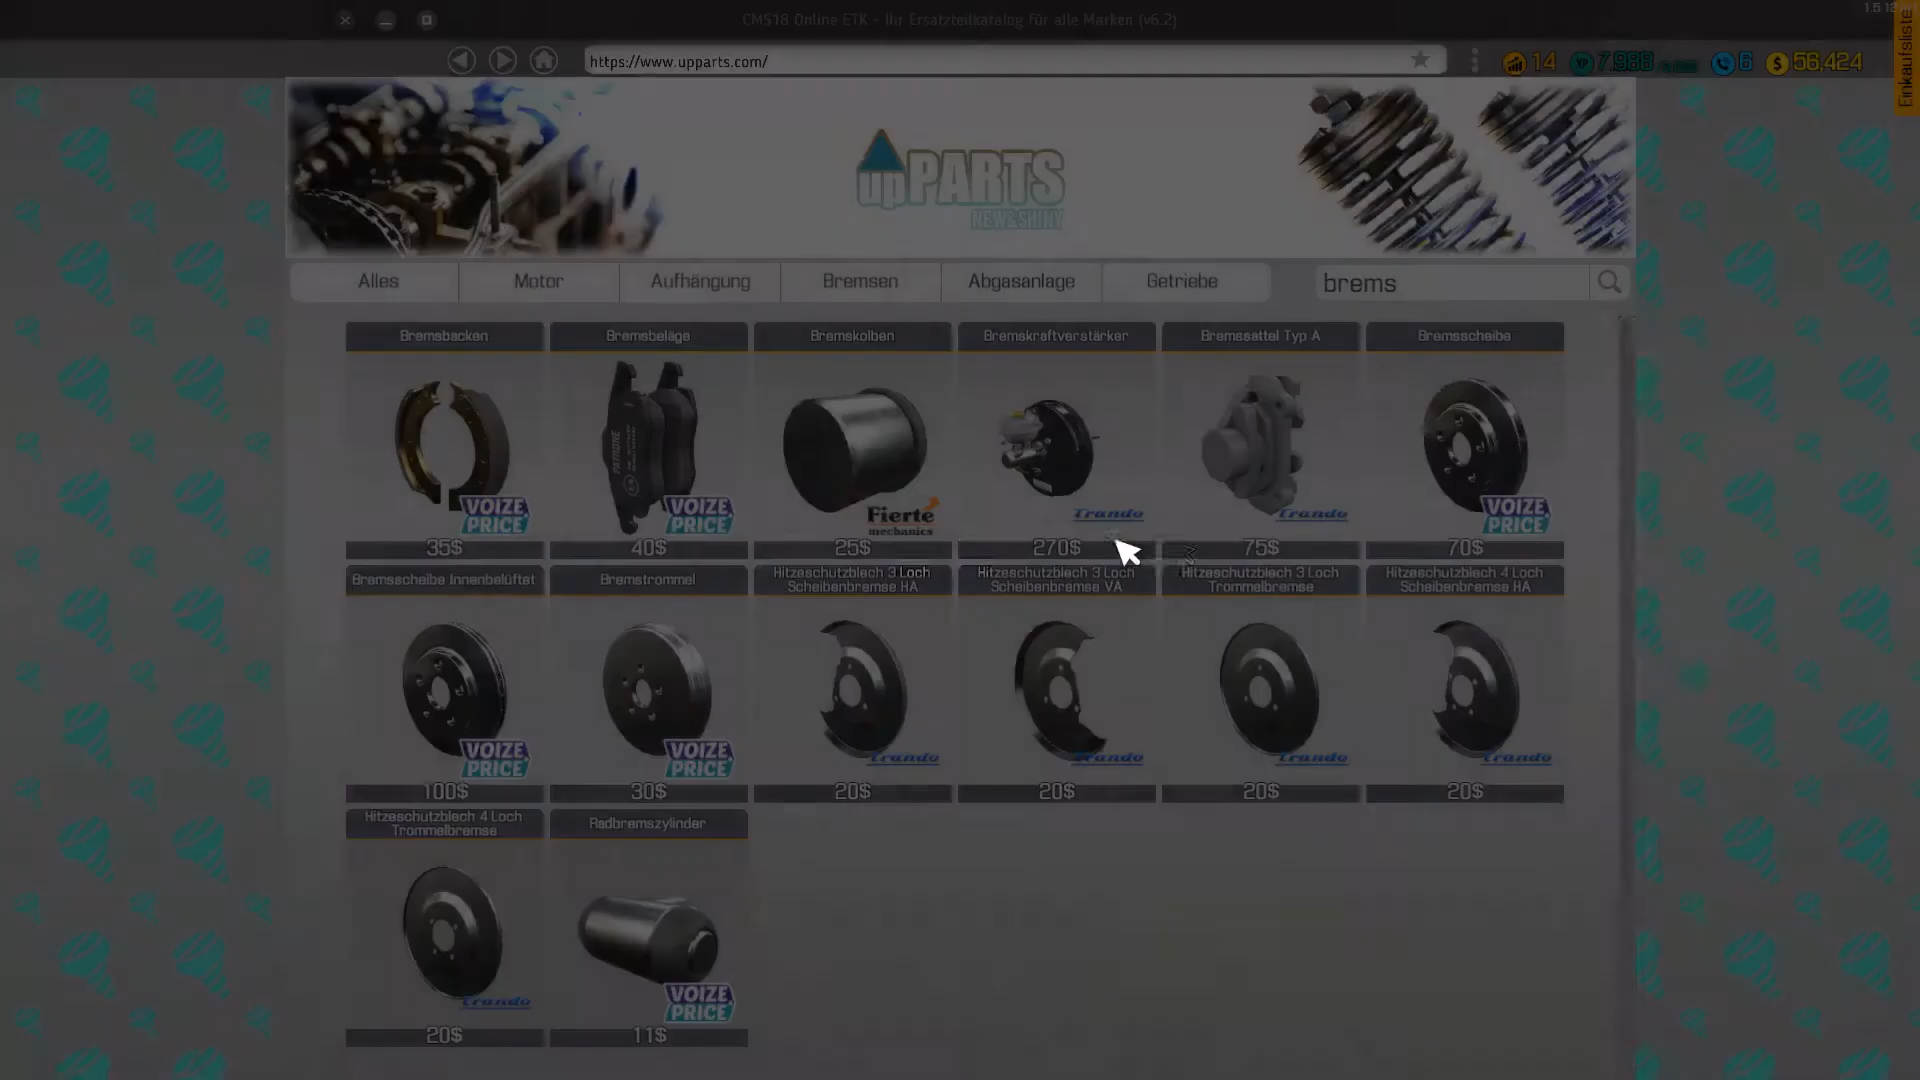 CMS18 Online ETK - Ihr Ersatzteilkatalog für alle Marken (v6.2)
Einkaufsliste
https://www.upparts.com/
14
7,988
6
56,424
upPARTS
NEW&SHINY
Alles
Motor
Aufhängung
Bremsen
Abgasanlage
Getriebe
brems
Bremsbacken
Bremsbeläge
Bremskolben
Bremskraftverstärker
Bremssattel Typ A
Bremsscheibe
VOIZE PRICE
VOIZE PRICE
Fierte mechanics
Trando
Trando
VOIZE PRICE
35$
40$
25$
270$
75$
70$
Bremsscheibe Innenbelüftet
Bremstrommel
Hitzeschutzblech 3 Loch
Scheibenbremse HA
Hitzeschutzblech 3 Loch
Scheibenbremse VA
Hitzeschutzblech 3 Loch
Trommelbremse
Hitzeschutzblech 4 Loch
Scheibenbremse HA
VOIZE PRICE
VOIZE PRICE
Trando
Trando
Trando
Trando
100$
30$
20$
20$
20$
20$
Hitzeschutzblech 4 Loch
Trommelbremse
Radbremszylinder
Trando
VOIZE PRICE
20$
11$